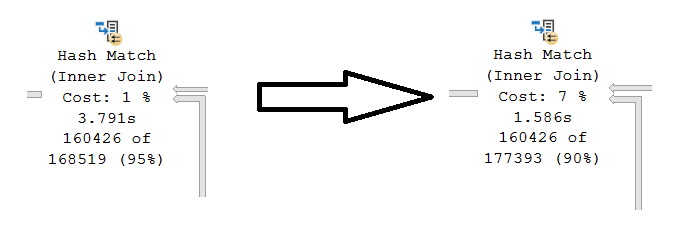 Hash Match
(Inner Join)
Cost: 1 %
3.791s
160426 of
168519 (95%)
Hash Match
(Inner Join)
Cost: 7 %
1.586s
160426 of
177393 (90%)